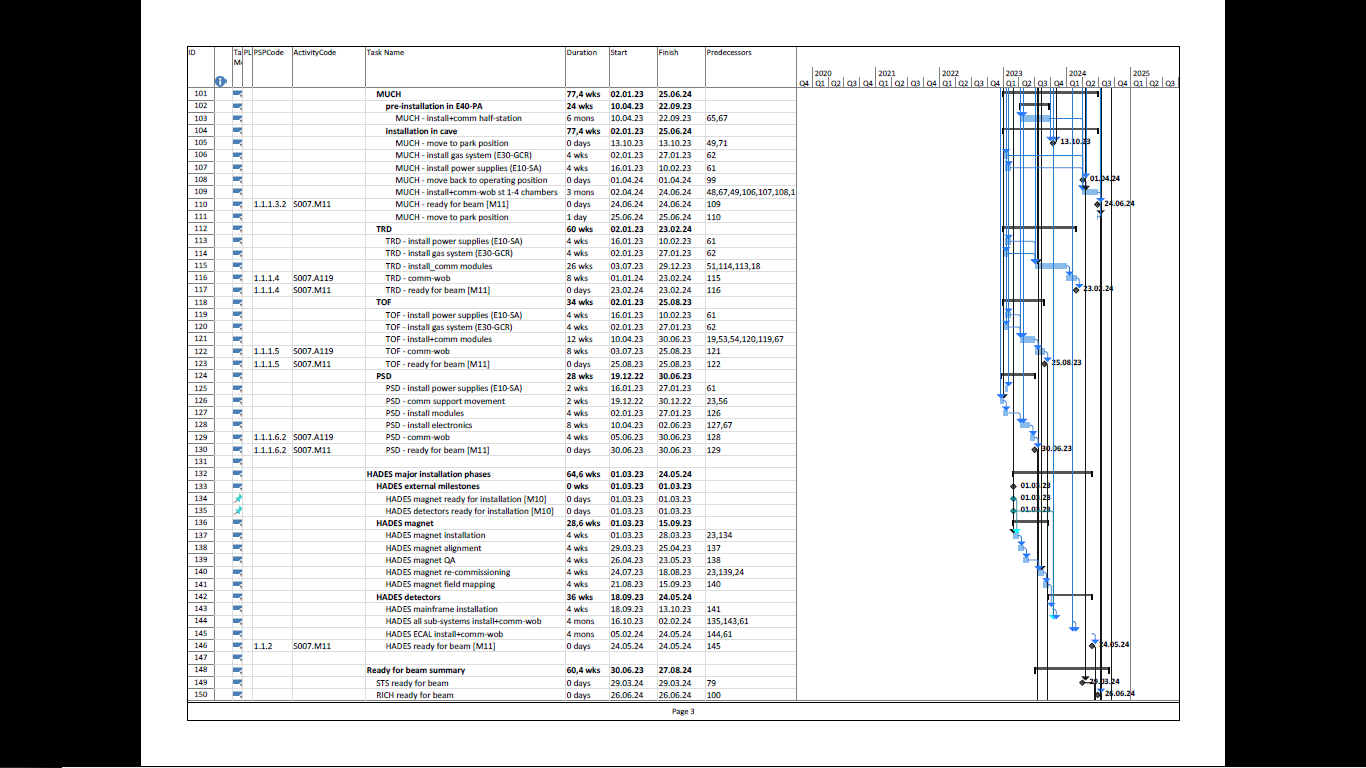 ID Ta PL PSPCode ActivityCode Task Name Duration Start Finish Predecessors
2020 2021 2022 2023 2024 2025
Q4 Q1 Q2 Q3 Q4 Q1 Q2 Q3 Q4 Q1 Q2 Q3 Q4 Q1 Q2 Q3 Q4 Q1 Q2 Q3 Q4 Q1 Q2 Q3
101 MUCH 77,4 wks 02.01.23 25.06.24
102 pre-installation in E40-PA 24 wks 10.04.23 22.09.23
103 MUCH - install+comm half-station 6 mons 10.04.23 22.09.23 65,67
104 installation in cave 77,4 wks 02.01.23 25.06.24
105 MUCH - move to park position 0 days 13.10.23 13.10.23 49,71 13.10.23
106 MUCH - install gas system (E30-GCR) 4 wks 02.01.23 27.01.23 62
107 MUCH - install power supplies (E10-SA) 4 wks 16.01.23 10.02.23 61
108 MUCH - move back to operating position 0 days 01.04.24 01.04.24 99 01.04.24
109 MUCH - install+comm-wob st 1-4 chambers 3 mons 02.04.24 24.06.24 48,67,49,106,107,108,1
110 1.1.1.3.2 S007.M11 MUCH - ready for beam [M11] 0 days 24.06.24 24.06.24 109 24.06.24
111 MUCH - move to park position 1 day 25.06.24 25.06.24 110
112 TRD 60 wks 02.01.23 23.02.24
113 TRD - install power supplies (E10-SA) 4 wks 16.01.23 10.02.23 61
114 TRD - install gas system (E30-GCR) 4 wks 02.01.23 27.01.23 62
115 TRD - install_comm modules 26 wks 03.07.23 29.12.23 51,114,113,18
116 1.1.1.4 S007.A119 TRD - comm-wob 8 wks 01.01.24 23.02.24 115
117 1.1.1.4 S007.M11 TRD - ready for beam [M11] 0 days 23.02.24 23.02.24 116 23.02.24
118 TOF 34 wks 02.01.23 25.08.23
119 TOF - install power supplies (E10-SA) 4 wks 16.01.23 10.02.23 61
120 TOF - install gas system (E30-GCR) 4 wks 02.01.23 27.01.23 62
121 TOF - install+comm modules 12 wks 10.04.23 30.06.23 19,53,54,120,119,67
122 1.1.1.5 S007.A119 TOF - comm-wob 8 wks 03.07.23 25.08.23 121
123 1.1.1.5 S007.M11 TOF - ready for beam [M11] 0 days 25.08.23 25.08.23 122 25.08.23
124 PSD 28 wks 19.12.22 30.06.23
125 PSD - install power supplies (E10-SA) 2 wks 16.01.23 27.01.23 61
126 PSD - comm support movement 2 wks 19.12.22 30.12.22 23,56
127 PSD - install modules 4 wks 02.01.23 27.01.23 126
128 PSD - install electronics 8 wks 10.04.23 02.06.23 127,67
129 1.1.1.6.2 S007.A119 PSD - comm-wob 4 wks 05.06.23 30.06.23 128
130 1.1.1.6.2 S007.M11 PSD - ready for beam [M11] 0 days 30.06.23 30.06.23 129 30.06.23
131
132 HADES major installation phases 64,6 wks 01.03.23 24.05.24
133 HADES external milestones 0 wks 01.03.23 01.03.23 01.03.23
134 HADES magnet ready for installation [M10] 0 days 01.03.23 01.03.23 01.03.23
135 HADES detectors ready for installation [M10] 0 days 01.03.23 01.03.23 01.03.23
136 HADES magnet 28,6 wks 01.03.23 15.09.23
137 HADES magnet installation 4 wks 01.03.23 28.03.23 23,134
138 HADES magnet alignment 4 wks 29.03.23 25.04.23 137
139 HADES magnet QA 4 wks 26.04.23 23.05.23 138
140 HADES magnet re-commissioning 4 wks 24.07.23 18.08.23 23,139,24
141 HADES magnet field mapping 4 wks 21.08.23 15.09.23 140
142 HADES detectors 36 wks 18.09.23 24.05.24
143 HADES mainframe installation 4 wks 18.09.23 13.10.23 141
144 HADES all sub-systems install+comm-wob 4 mons 16.10.23 02.02.24 135,143,61
145 HADES ECAL install+comm-wob 4 mons 05.02.24 24.05.24 144,61
146 1.1.2 S007.M11 HADES ready for beam [M11] 0 days 24.05.24 24.05.24 145 24.05.24
147
148 Ready for beam summary 60,4 wks 30.06.23 27.08.24
149 STS ready for beam 0 days 29.03.24 29.03.24 79 29.03.24
150 RICH ready for beam 0 days 26.06.24 26.06.24 100 26.06.24
Page 3